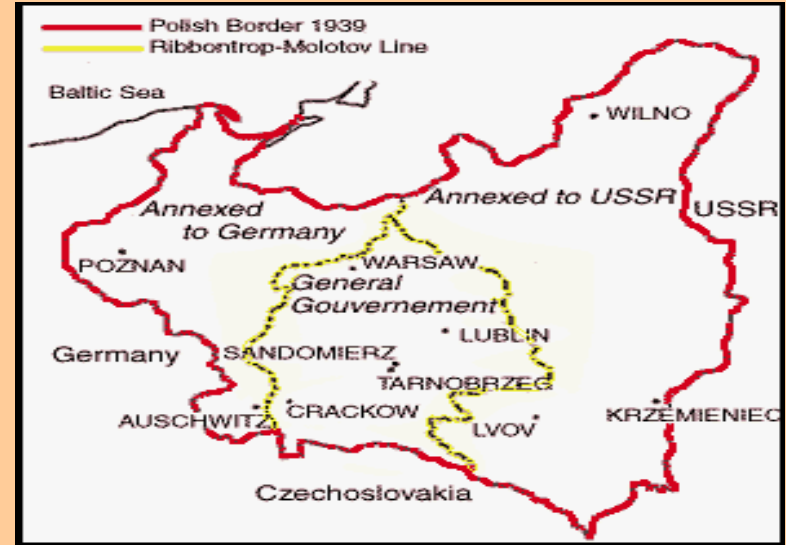 Polish Border 1939
Ribbontrop-Molotov Line
Baltic Sea
WILNO
Annexed to USSR
USSR
Annexed
to Germany
POZNAN
WARSAW
General
Gouvernement
LUBLIN
Germany
SANDOMIERZ
TARNOBRZEG
AUSCHWITZ
CRACKOW
LVOV
KRZEMIENIEC
Czechoslovakia